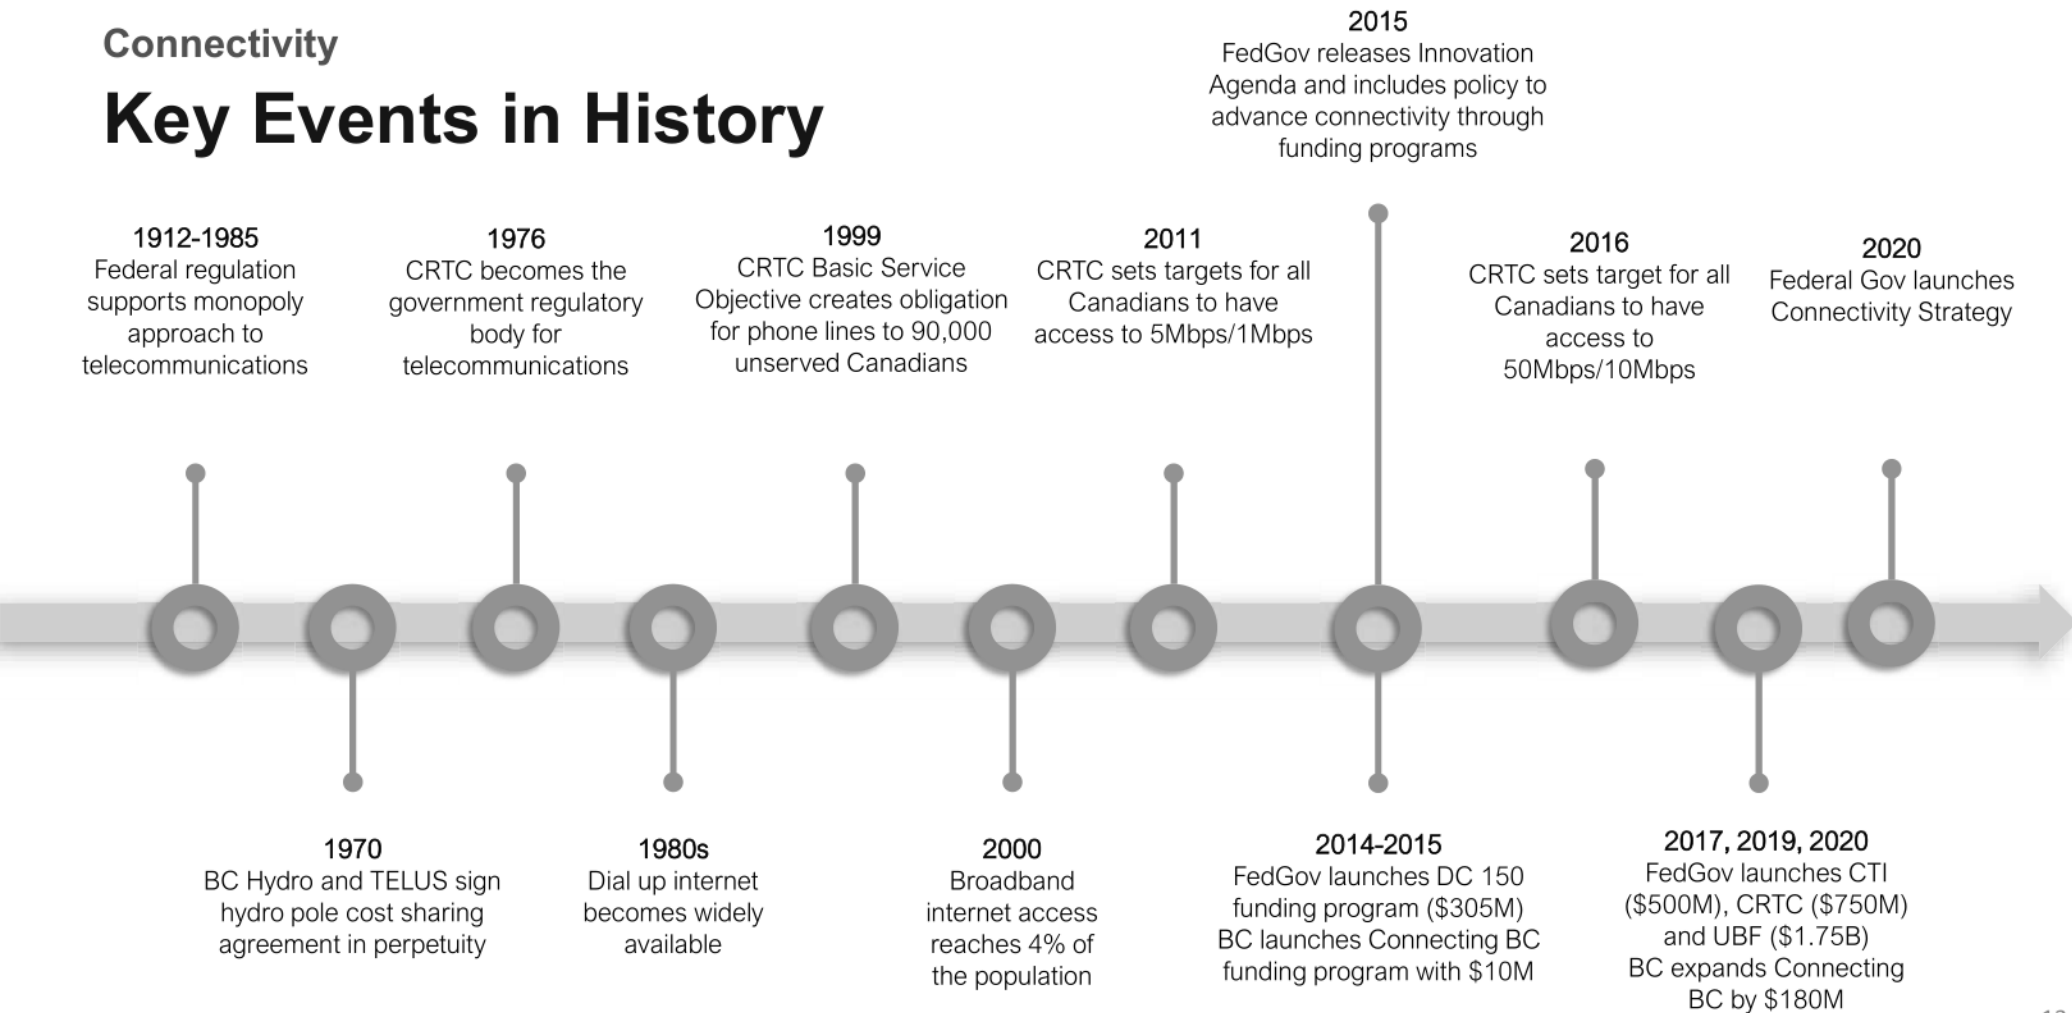 Connectivity
Key Events in History
2015
FedGov releases Innovation
Agenda and includes policy to
advance connectivity through
funding programs
1912-1985
Federal regulation
supports monopoly
approach to
telecommunications
1976
CRTC becomes the
government regulatory
body for
telecommunications
1999
CRTC Basic Service
Objective creates obligation
for phone lines to 90,000
unserved Canadians
2011
CRTC sets targets for all
Canadians to have
access to 5Mbps/1Mbps
2016
CRTC sets target for all
Canadians to have
access to
50Mbps/10Mbps
2020
Federal Gov launches
Connectivity Strategy
1970
BC Hydro and TELUS sign
hydro pole cost sharing
agreement in perpetuity
1980s
Dial up internet
becomes widely
available
2000
Broadband
internet access
reaches 4% of
the population
2014-2015
FedGov launches DC 150
funding program ($305M)
BC launches Connecting BC
funding program with $10M
2017, 2019, 2020
FedGov launches CTI
($500M), CRTC ($750M)
and UBF ($1.75B)
BC expands Connecting
BC by $180M